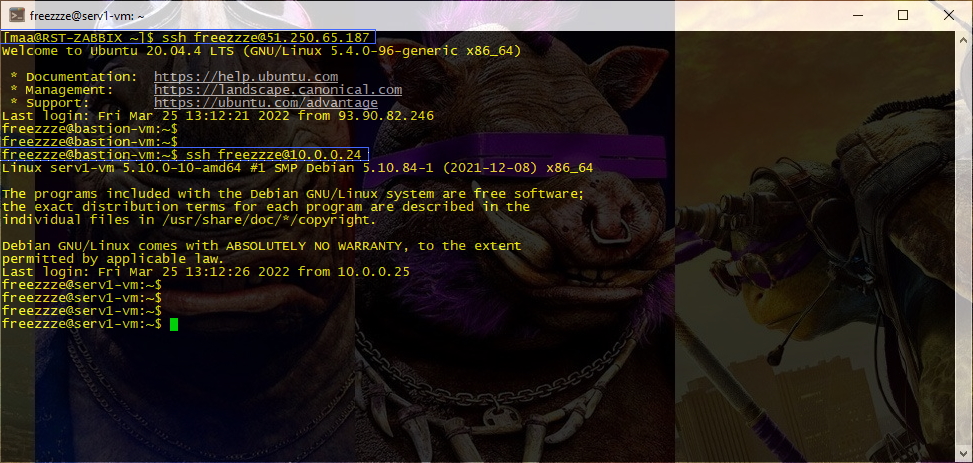 freezzze@serv1-vm: ~
[maa@RST-ZABBIX ~]$ ssh freezzze@51.250.65.187
Welcome to Ubuntu 20.04.4 LTS (GNU/Linux 5.4.0-96-generic x86_64)
* Documentation: https://help.ubuntu.com
* Management: https://landscape.canonical.com
* Support: https://ubuntu.com/advantage
Last login: Fri Mar 25 13:12:21 2022 from 93.90.82.246
freezzze@bastion-vm:~$
freezzze@bastion-vm:~$
freezzze@bastion-vm:~$ ssh freezzze@10.0.0.24
Linux serv1-vm 5.10.0-10-amd64 #1 SMP Debian 5.10.84-1 (2021-12-08) x86_64
The programs included with the Debian GNU/Linux system are free software;
the exact distribution terms for each program are described in the
individual files in /usr/share/doc/*/copyright.
Debian GNU/Linux comes with ABSOLUTELY NO WARRANTY, to the extent
permitted by applicable law.
Last login: Fri Mar 25 13:12:26 2022 from 10.0.0.25
freezzze@serv1-vm:~$
freezzze@serv1-vm:~$
freezzze@serv1-vm:~$
freezzze@serv1-vm:~$